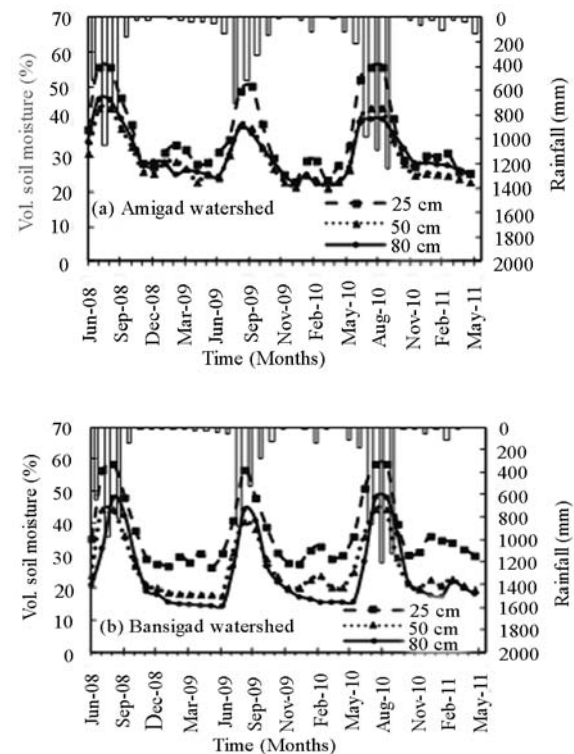 Vol. soil moisture (%)
70
60
50
40
30
20
10
0
0
200
400
600
800
1000
1200
1400
1600
1800
2000
Rainfall (mm)
(a) Amigad watershed
25 cm
50 cm
80 cm
Jun-08
Sep-08
Dec-08
Mar-09
Jun-09
Sep-09
Nov-09
Feb-10
May-10
Aug-10
Nov-10
Feb-11
May-11
Time (Months)
Vol. soil moisture (%)
70
60
50
40
30
20
10
0
0
200
400
600
800
1000
1200
1400
1600
1800
2000
Rainfall (mm)
(b) Bansigad watershed
25 cm
50 cm
80 cm
Jun-08
Sep-08
Dec-08
Mar-09
Jun-09
Sep-09
Nov-09
Feb-10
May-10
Aug-10
Nov-10
Feb-11
May-11
Time (Months)